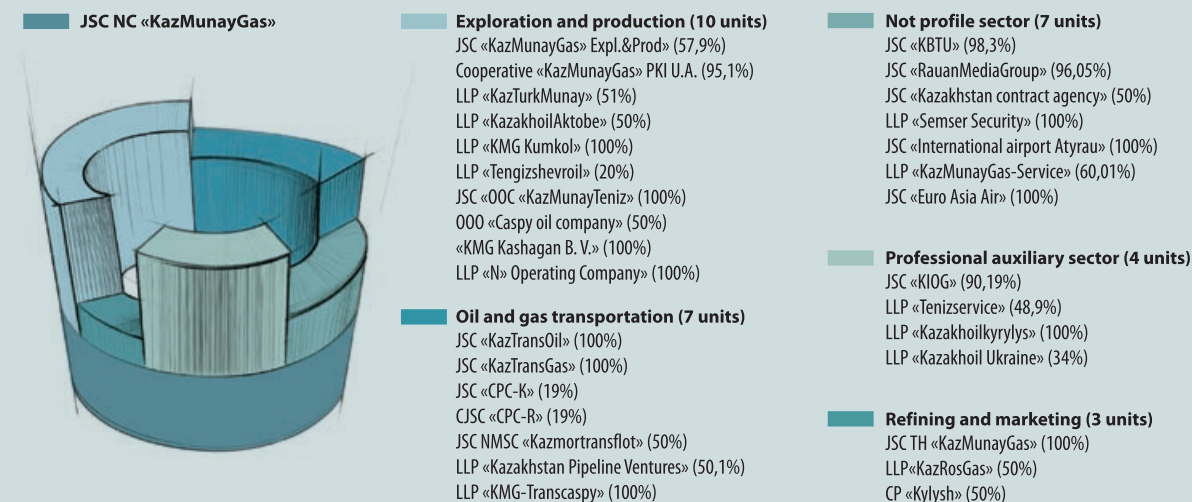 JSC NC «KazMunayGas»
Exploration and production (10 units)
JSC «KazMunayGas» Expl.&Prod» (57,9%)
Cooperative «KazMunayGas» PKI U.A. (95,1%)
LLP «KazTurkMunay» (51%)
LLP «KazakhoilAktobe» (50%)
LLP «KMG Kumkol» (100%)
LLP «Tengizshevroil» (20%)
JSC «OOC «KazMunayTeniz» (100%)
OOO «Caspy oil company» (50%)
«KMG Kashagan B. V.» (100%)
LLP «N» Operating Company» (100%)
Oil and gas transportation (7 units)
JSC «KazTransOil» (100%)
JSC «KazTransGas» (100%)
JSC «CPC-K» (19%)
CJSC «CPC-R» (19%)
JSC NMSC «Kazmortransflot» (50%)
LLP «Kazakhstan Pipeline Ventures» (50,1%)
LLP «KMG-Transcaspy» (100%)
Not profile sector (7 units)
JSC «KBTU» (98,3%)
JSC «RauanMediaGroup» (96,05%)
JSC «Kazakhstan contract agency» (50%)
LLP «Semser Security» (100%)
JSC «International airport Atyrau» (100%)
LLP «KazMunayGas-Service» (60,01%)
JSC «Euro Asia Air» (100%)
Professional auxiliary sector (4 units)
JSC «KIOG» (90,19%)
LLP «Tenizservice» (48,9%)
LLP «Kazakhoilkyrylys» (100%)
LLP «Kazakhoil Ukraine» (34%)
Refining and marketing (3 units)
JSC TH «KazMunayGas» (100%)
LLP«KazRosGas» (50%)
CP «Kylysh» (50%)